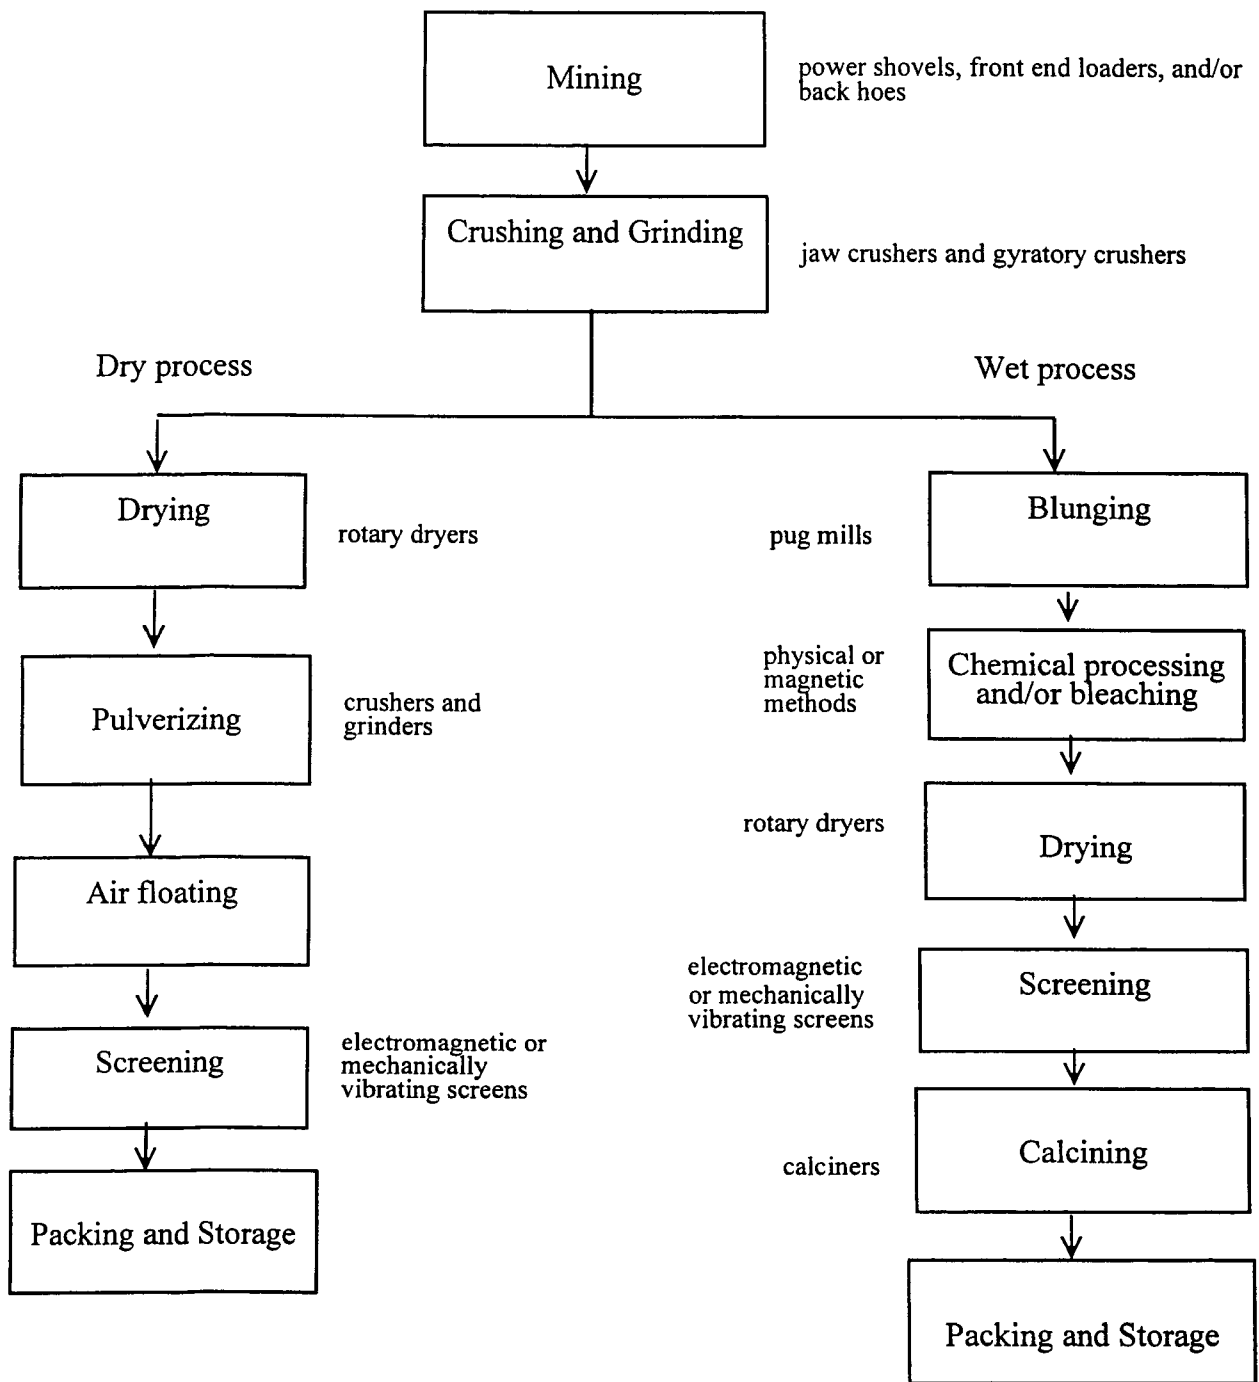 Mining
power shovels, front end loaders, and/or
back hoes
Crushing and Grinding
jaw crushers and gyratory crushers
Dry process
Wet process
Drying
rotary dryers
Pulverizing
crushers and
grinders
Air floating
Screening
electromagnetic or
mechanically
vibrating screens
Packing and Storage
pug mills
Blunging
physical or
magnetic
methods
Chemical processing
and/or bleaching
rotary dryers
Drying
electromagnetic
or mechanically
vibrating screens
Screening
calciners
Calcining
Packing and Storage